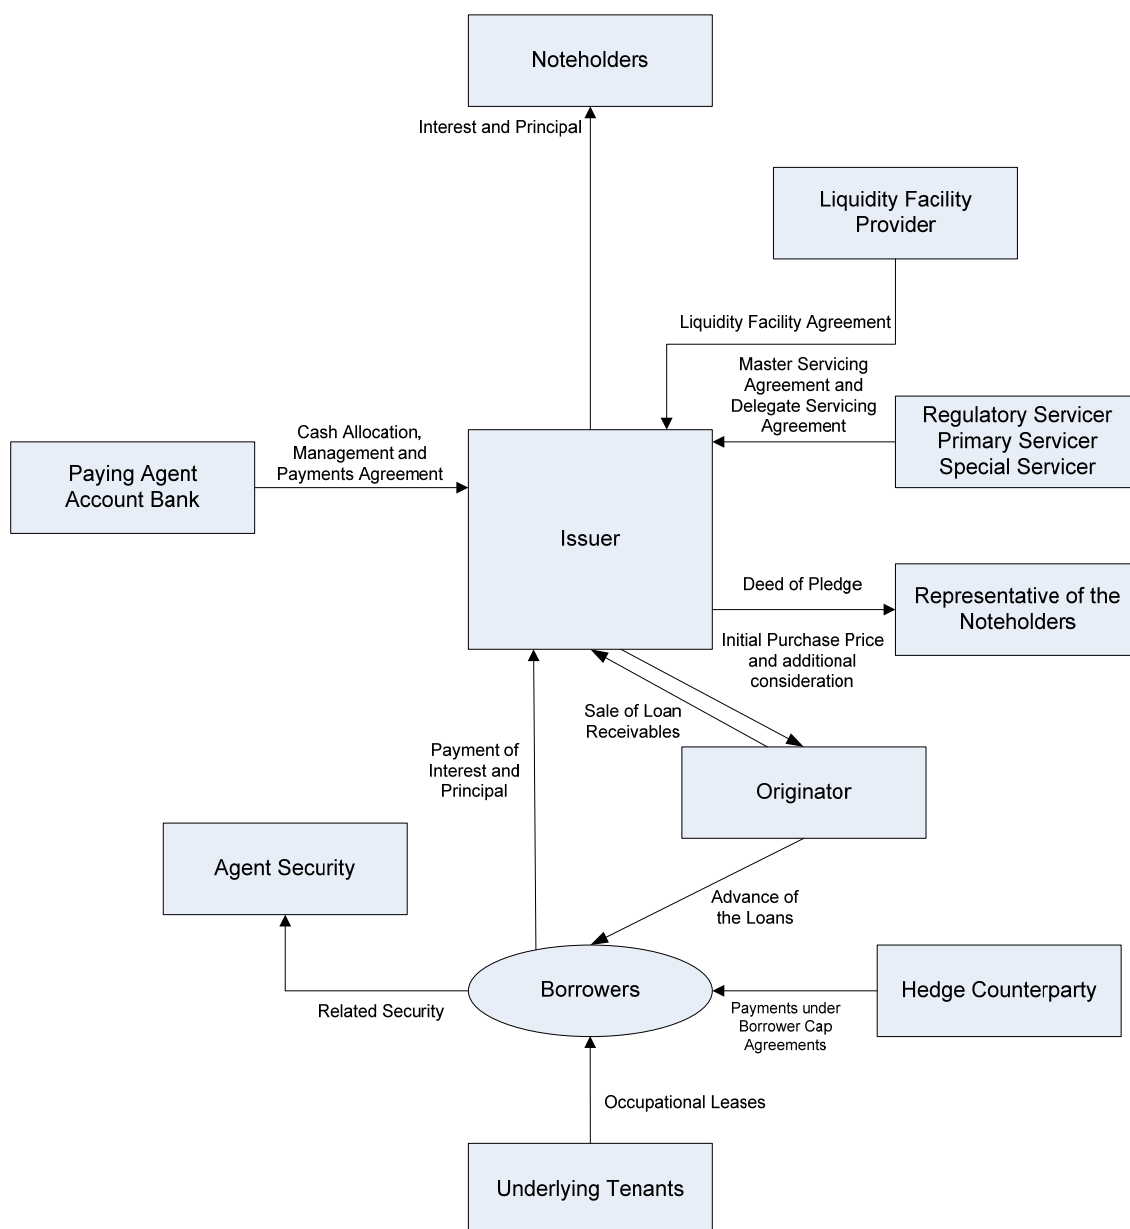 Noteholders
Interest and Principal
Liquidity Facility
Provider
Liquidity Facility Agreement
Master Servicing
Agreement and
Delegate Servicing
Agreement
Regulatory Servicer
Primary Servicer
Special Servicer
Cash Allocation,
Management and
Payments Agreement
Paying Agent
Account Bank
Issuer
Deed of Pledge
Representative of the
Noteholders
Initial Purchase Price
and additional
consideration
Sale of Loan
Receivables
Payment of
Interest and
Principal
Originator
Agent Security
Advance of
the Loans
Borrowers
Hedge Counterparty
Related Security
Payments under
Borrower Cap
Agreements
Occupational Leases
Underlying Tenants